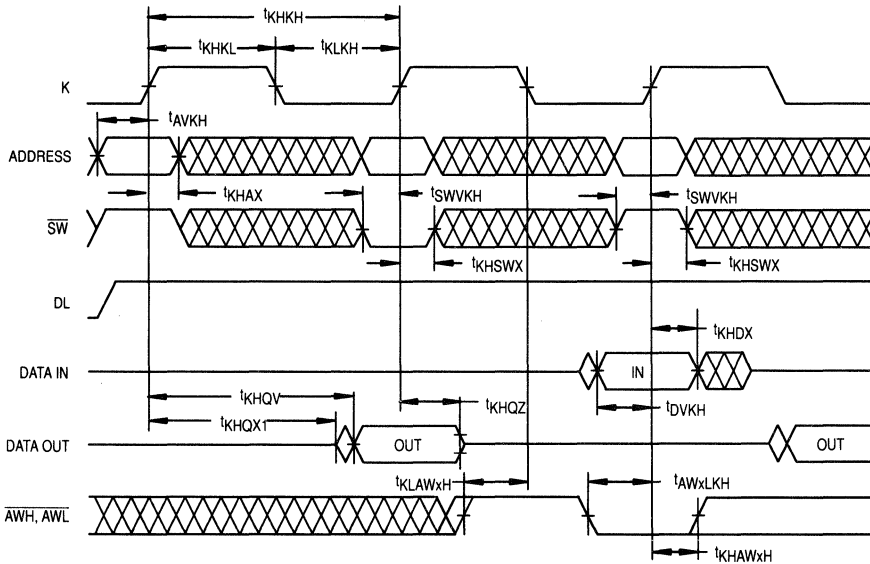 tKHKH
tKHKL
tKLKH
K
tAVKH
ADDRESS
tKHAX
tSWVKH
tSWVKH
SW
tKHSWX
tKHSWX
DL
tKHDX
DATA IN
IN
tKHQV
tKHQZ
tDVKH
tKHQX1
DATA OUT
OUT
OUT
tKLAWxH
tAWxLKH
AWH, AWL
tKHAWxH